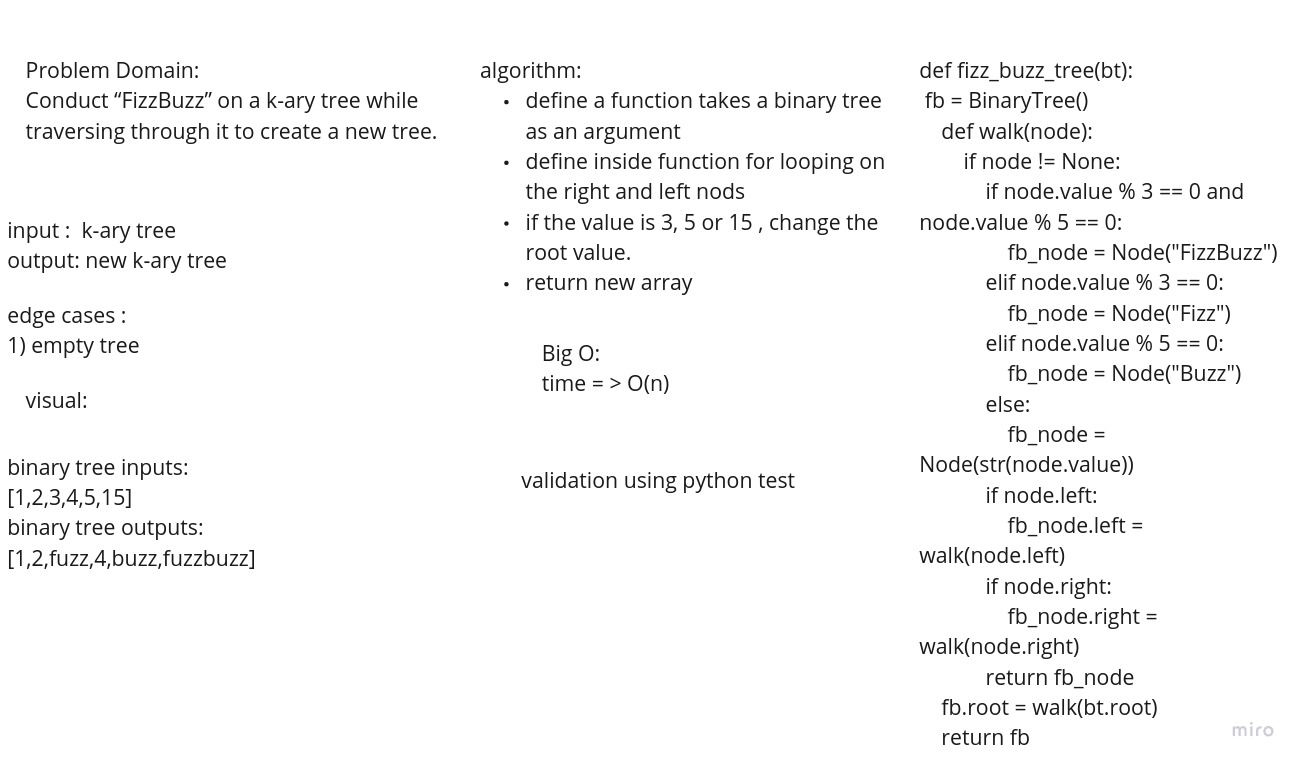 Problem Domain:
Conduct “FizzBuzz” on a k-ary tree while
traversing through it to create a new tree.
input :  k-ary tree
output: new k-ary tree
edge cases :
1) empty tree
visual:
binary tree inputs:
[1,2,3,4,5,15]
binary tree outputs:
[1,2,fuzz,4,buzz,fuzzbuzz]
algorithm:
• define a function takes a binary tree
as an argument
• define inside function for looping on
the right and left nods
• if the value is 3, 5 or 15 , change the
root value.
• return new array
Big O:
time = > O(n)
validation using python test
def fizz_buzz_tree(bt):
 fb = BinaryTree()
    def walk(node):
        if node != None:
            if node.value % 3 == 0 and
node.value % 5 == 0:
                fb_node = Node("FizzBuzz")
            elif node.value % 3 == 0:
                fb_node = Node("Fizz")
            elif node.value % 5 == 0:
                fb_node = Node("Buzz")
            else:
                fb_node =
Node(str(node.value))
            if node.left:
                fb_node.left =
walk(node.left)
            if node.right:
                fb_node.right =
walk(node.right)
            return fb_node
    fb.root = walk(bt.root)
    return fb
miro